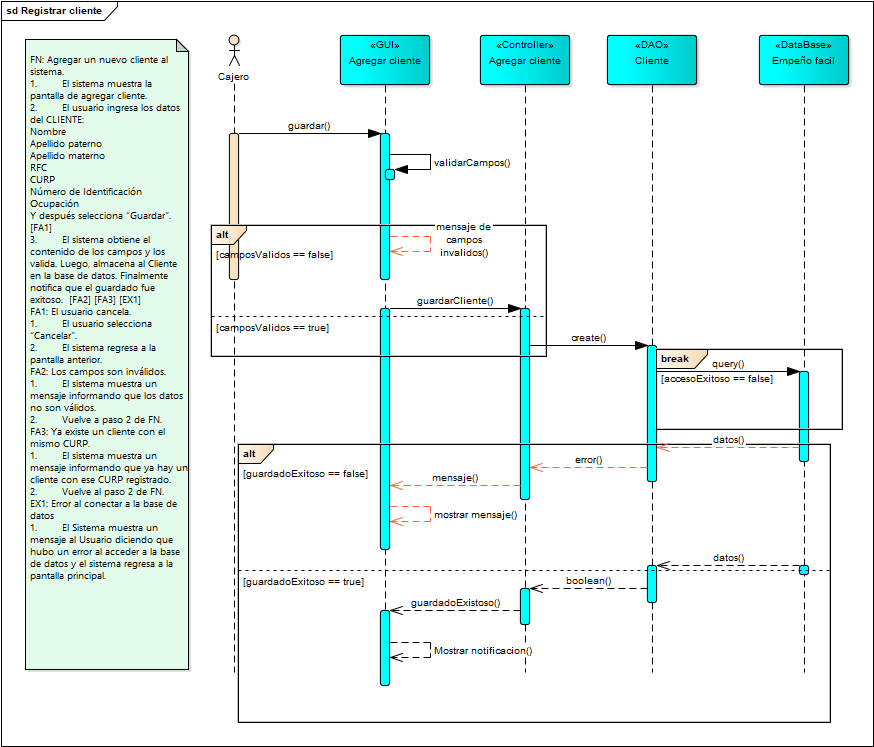 sd Registrar cliente
FN: Agregar un nuevo cliente al
sistema.
1. El sistema muestra la
pantalla de agregar cliente.
2. El usuario ingresa los datos
del CLIENTE:
Nombre
Apellido paterno
Apellido materno
RFC
CURP
Número de Identificación
Ocupación
Y después selecciona “Guardar”.
[FA1]
3. El sistema obtiene el
contenido de los campos y los
valida. Luego, almacena al Cliente
en la base de datos. Finalmente
notifica que el guardado fue
exitoso. [FA2] [FA3] [EX1]
FA1: El usuario cancela.
1. El usuario selecciona
“Cancelar”.
2. El sistema regresa a la
pantalla anterior.
FA2: Los campos son inválidos.
1. El sistema muestra un
mensaje informando que los datos
no son válidos.
2. Vuelve a paso 2 de FN.
FA3: Ya existe un cliente con el
mismo CURP.
1. El sistema muestra un
mensaje informando que ya hay un
cliente con ese CURP registrado.
2. Vuelve al paso 2 de FN.
EX1: Error al conectar a la base de
datos
1. El Sistema muestra un
mensaje al Usuario diciendo que
hubo un error al acceder a la base
de datos y el sistema regresa a la
pantalla principal.
Cajero
«GUI»
Agregar cliente
«Controller»
Agregar cliente
«DAO»
Cliente
«DataBase»
Empeño facil
guardar()
validarCampos()
alt
[camposValidos == false]
mensaje de
campos
invalidos()
guardarCliente()
[camposValidos == true]
create()
break
query()
[accesoExitoso == false]
datos()
alt
[guardadoExitoso == false]
error()
mensaje()
mostrar mensaje()
datos()
[guardadoExitoso == true]
boolean()
guardadoExistoso()
Mostrar notificacion()